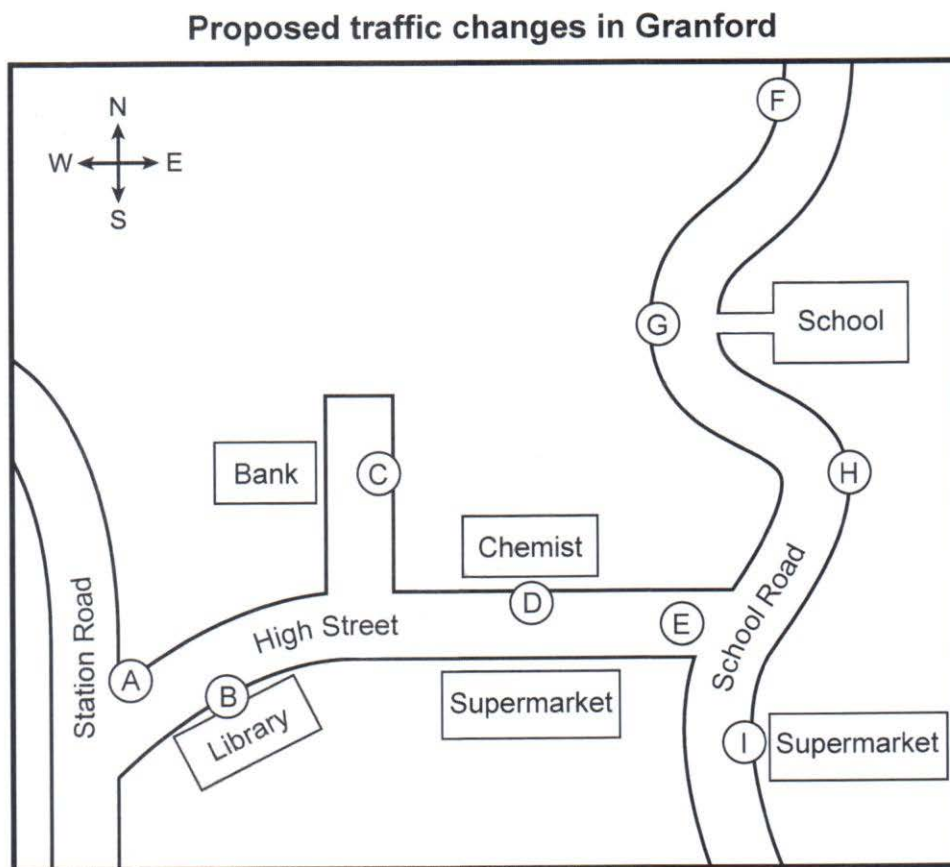 Proposed traffic changes in Granford
N
W
E
S
F
G
School
Bank
C
H
Chemist
D
E
High Street
School Road
Station Road
A
B
Library
Supermarket
I
Supermarket